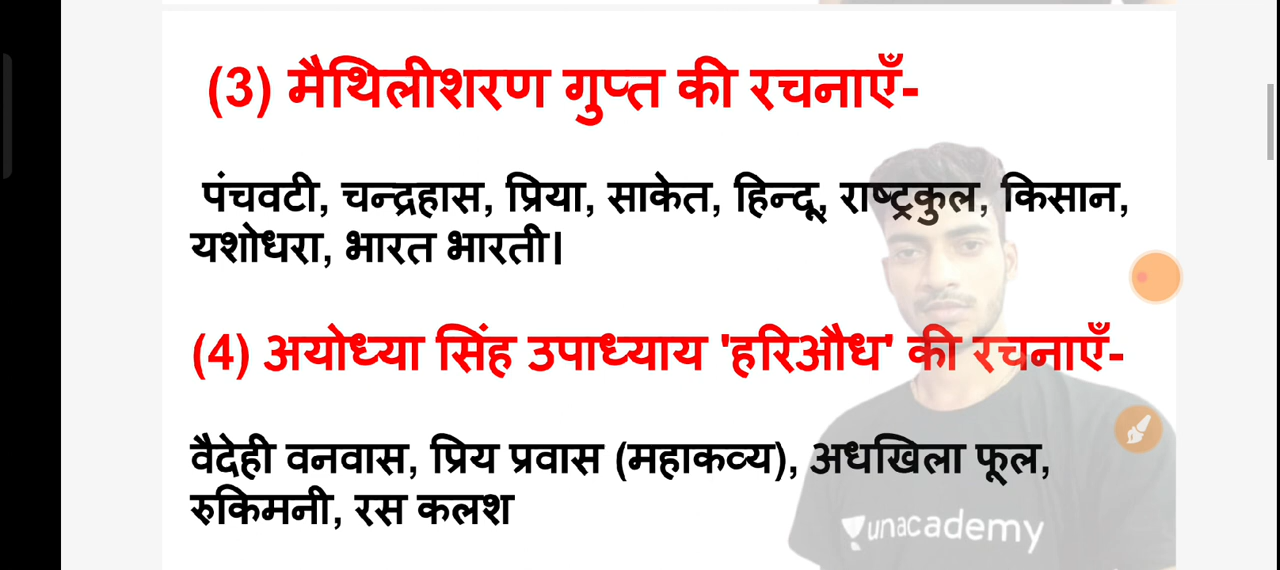 (3) मैथिलीशरण गुप्त की रचनाएँ-
पंचवटी, चन्द्रहास, प्रिया, साकेत, हिन्दू, राष्ट्रकुल, किसान,
यशोधरा, भारत भारती।
(4) अयोध्या सिंह उपाध्याय 'हरिऔध' की रचनाएँ-
वैदेही वनवास, प्रिय प्रवास (महाकव्य), अधखिला फूल,
रुकिमनी, रस कलश
unacademy